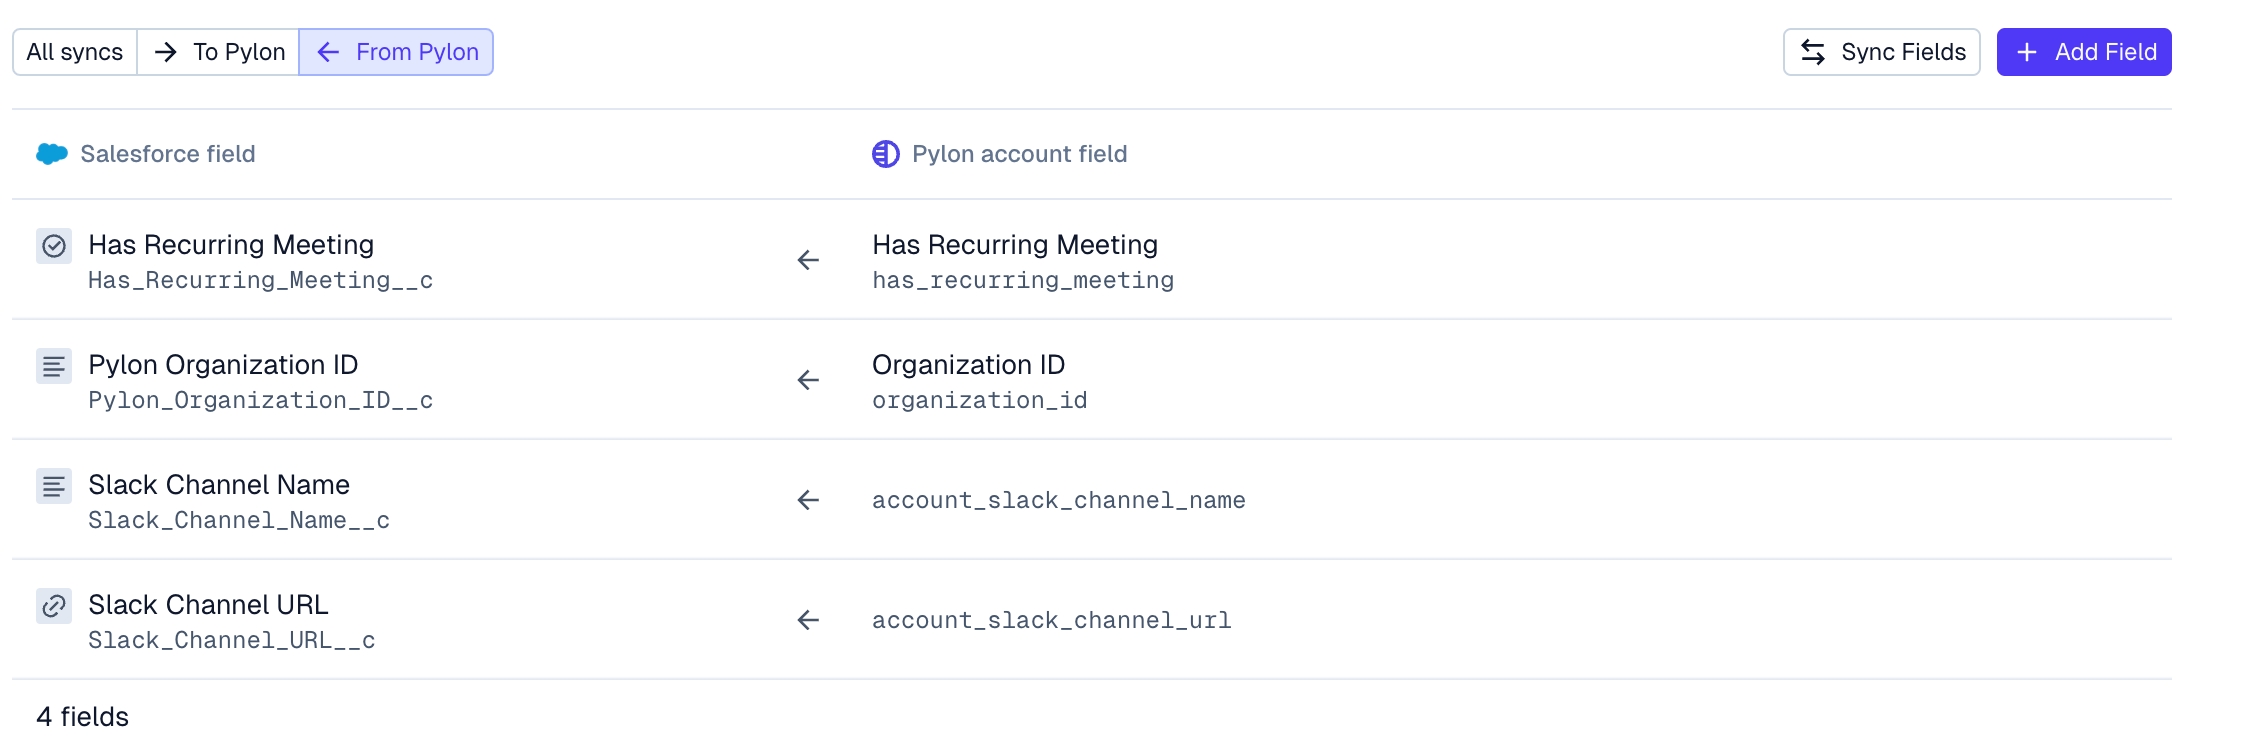 All syncs
To Pylon
From Pylon
Sync Fields
Add Field
Salesforce field
Pylon account field
Has Recurring Meeting
Has_Recurring_Meeting__c
Has Recurring Meeting
has_recurring_meeting
Pylon Organization ID
Pylon_Organization_ID__c
Organization ID
organization_id
Slack Channel Name
Slack_Channel_Name__c
account_slack_channel_name
Slack Channel URL
Slack_Channel_URL__c
account_slack_channel_url
4 fields